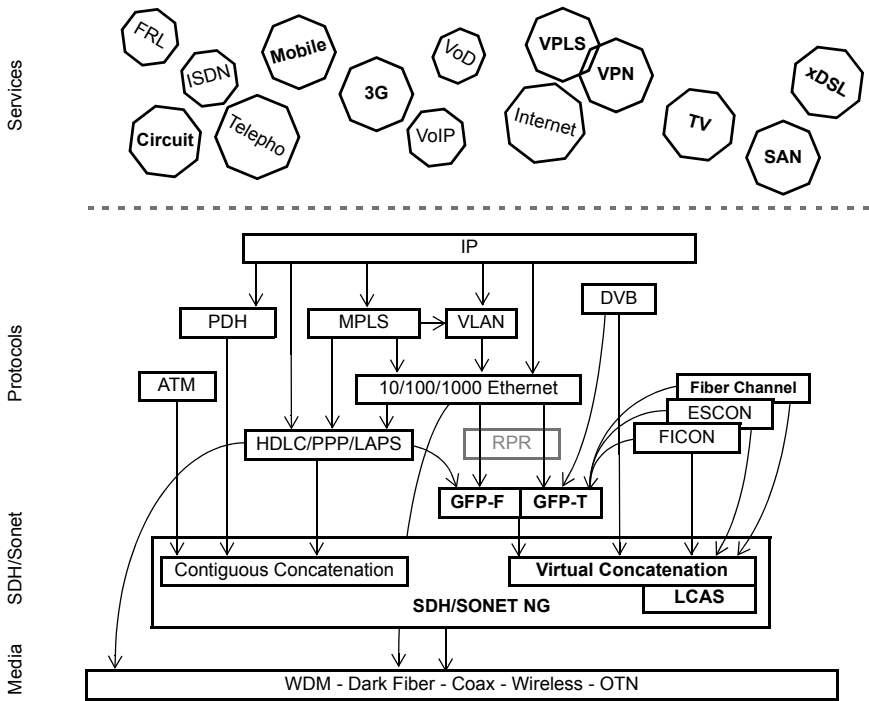 Services
FRL
ISDN
Mobile
3G
VoD
VPLS
VPN
xDSL
Circuit
Telepho
VoIP
Internet
TV
SAN
Protocols
IP
PDH
MPLS
VLAN
DVB
ATM
10/100/1000 Ethernet
Fiber Channel
ESCON
FICON
HDLC/PPP/LAPS
RPR
GFP-F
GFP-T
SDH/Sonet
Contiguous Concatenation
Virtual Concatenation
LCAS
SDH/SONET NG
Media
WDM - Dark Fiber - Coax - Wireless - OTN